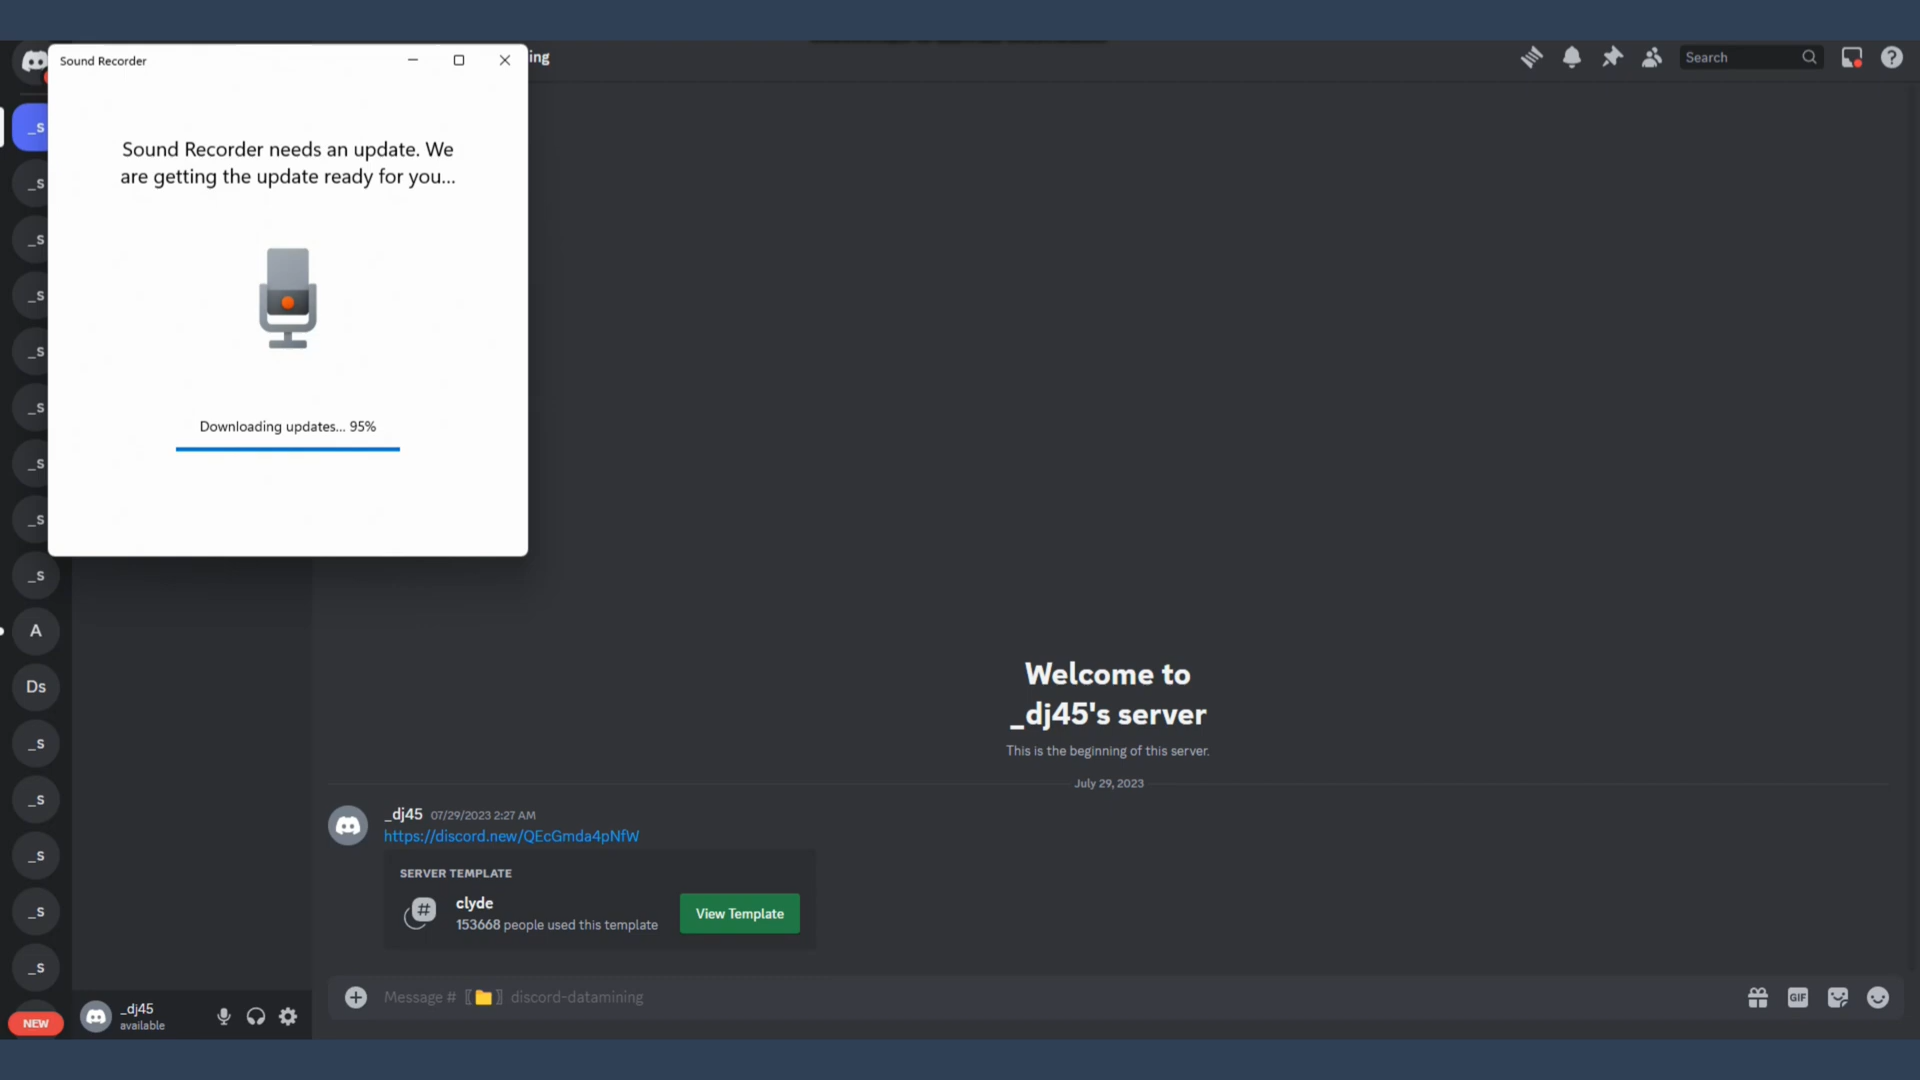 Sound Recorder
Sound Recorder needs an update. We
are getting the update ready for you...
Downloading updates... 95%
ing
Search
_s
_s
_s
_s
_s
_s
_s
_s
_s
A
Ds
_s
_s
_s
_s
_s
NEW
Welcome to
_dj45's server
This is the beginning of this server.
July 29, 2023
_dj45 07/29/2023 2:27 AM
https://discord.new/QEcGmda4pNfW
SERVER TEMPLATE
clyde
153668 people used this template
View Template
_dj45
available
Message # 〖📁〗discord-datamining
GIF